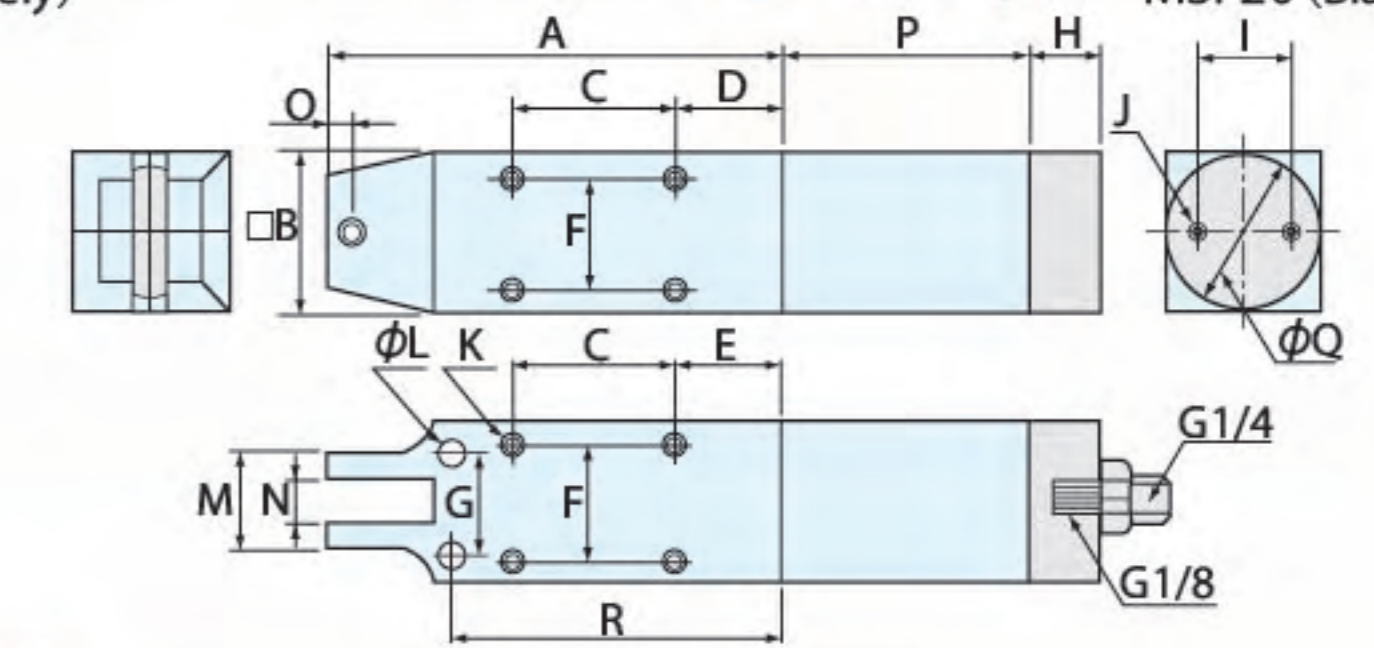 A P H I
C D J
O
□B F
φQ
φL K C E
G1/4
M N G F
G1/8
R